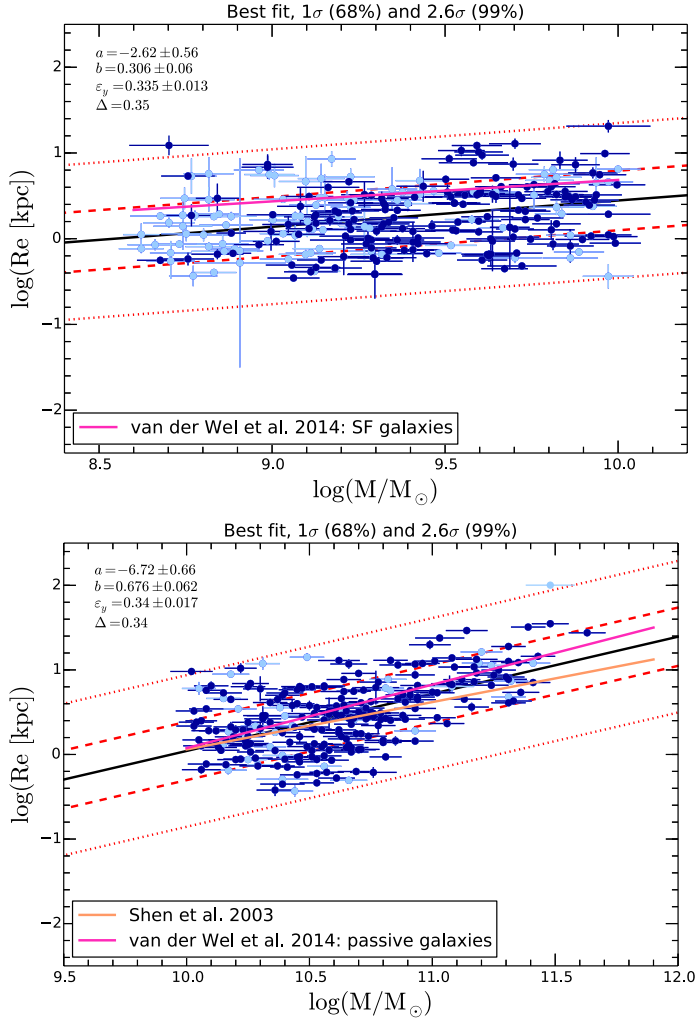 Best fit, 1σ (68%) and 2.6σ (99%)
a = −2.62 ± 0.56
b = 0.306 ± 0.06
ε_y = 0.335 ± 0.013
Δ = 0.35
2
1
0
−1
−2
log(Re [kpc])
van der Wel et al. 2014: SF galaxies
8.5 9.0 9.5 10.0
log(M/M⊙)
Best fit, 1σ (68%) and 2.6σ (99%)
a = −6.72 ± 0.66
b = 0.676 ± 0.062
ε_y = 0.34 ± 0.017
Δ = 0.34
2
1
0
−1
−2
log(Re [kpc])
Shen et al. 2003
van der Wel et al. 2014: passive galaxies
9.5 10.0 10.5 11.0 11.5 12.0
log(M/M⊙)